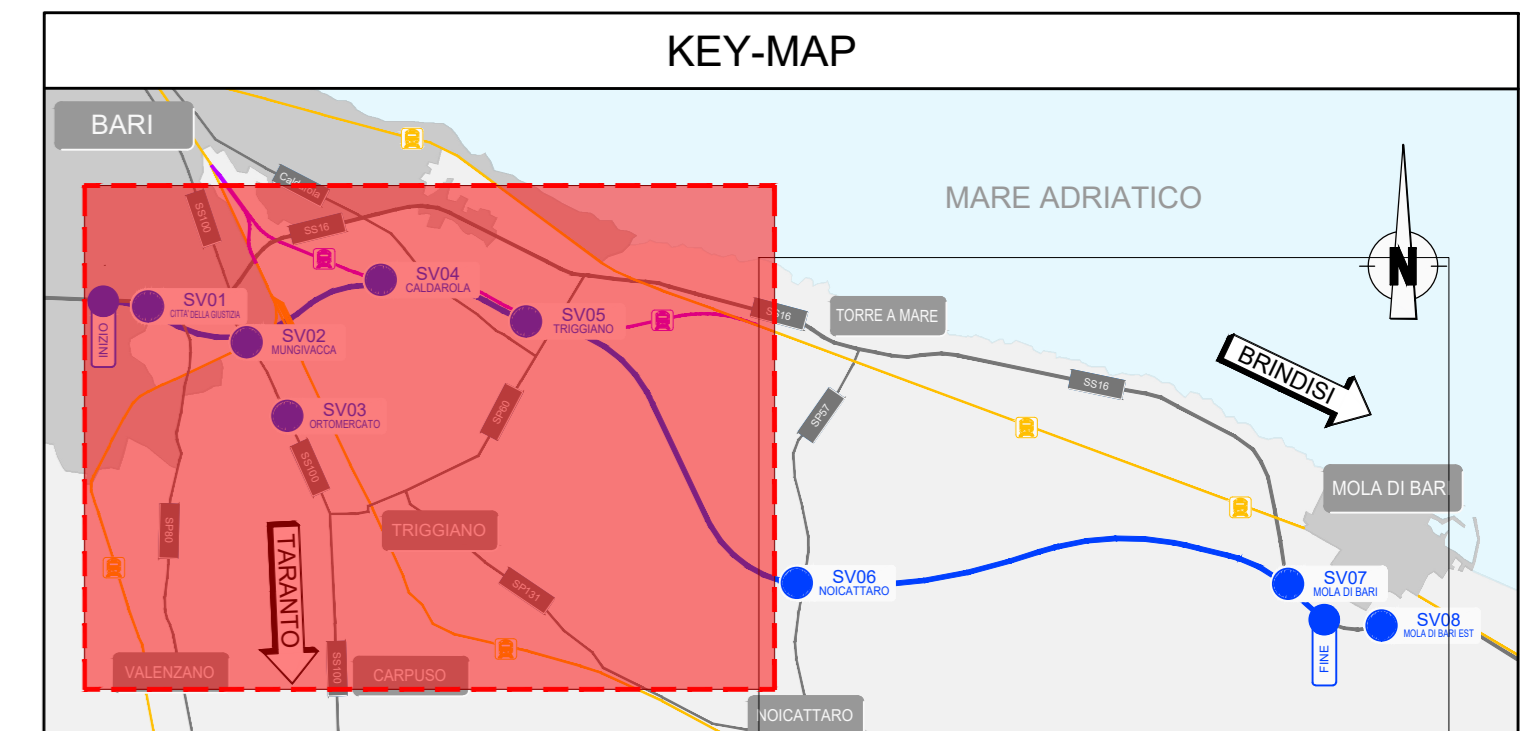 KEY-MAP
BARI
MARE ADRIATICO
N
Caldarola
SS100
SS16
SV04
CALDAROLA
SV01
CITTA' DELLA GIUSTIZIA
INIZIO
SV02
MUNGIVACCA
SV05
TRIGGIANO
SS16
TORRE A MARE
BRINDISI
SS16
SV03
ORTOMERCATO
SP60
SP57
SS100
MOLA DI BARI
SP80
TRIGGIANO
TARANTO
SP131
SV06
NOICATTARO
SV07
MOLA DI BARI
SV08
MOLA DI BARI EST
FINE
VALENZANO
SS100
CARPUSO
NOICATTARO